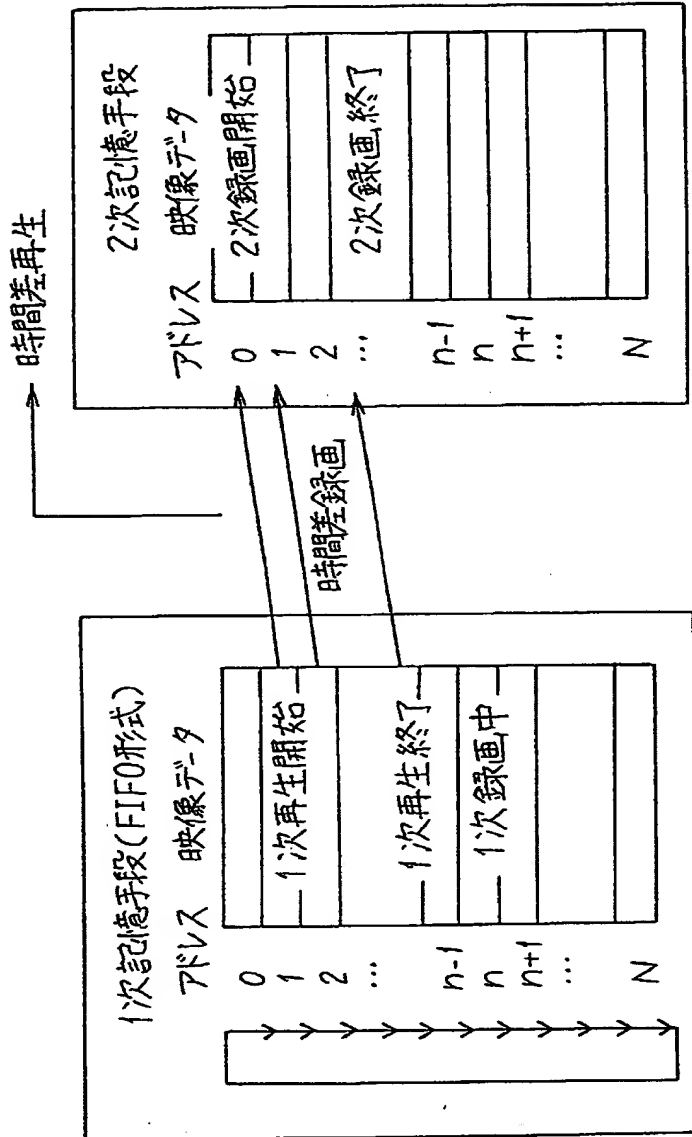 1次記憶手段(FIFO形式)
アドレス 映像データ
0
1 1次再生開始
2
...
n-1 1次再生終了
n 1次録画中
n+1
...
N
時間差再生
時間差録画
2次記憶手段
アドレス 映像データ
0 2次録画開始
1
2
... 2次録画終了
n-1
n
n+1
...
N